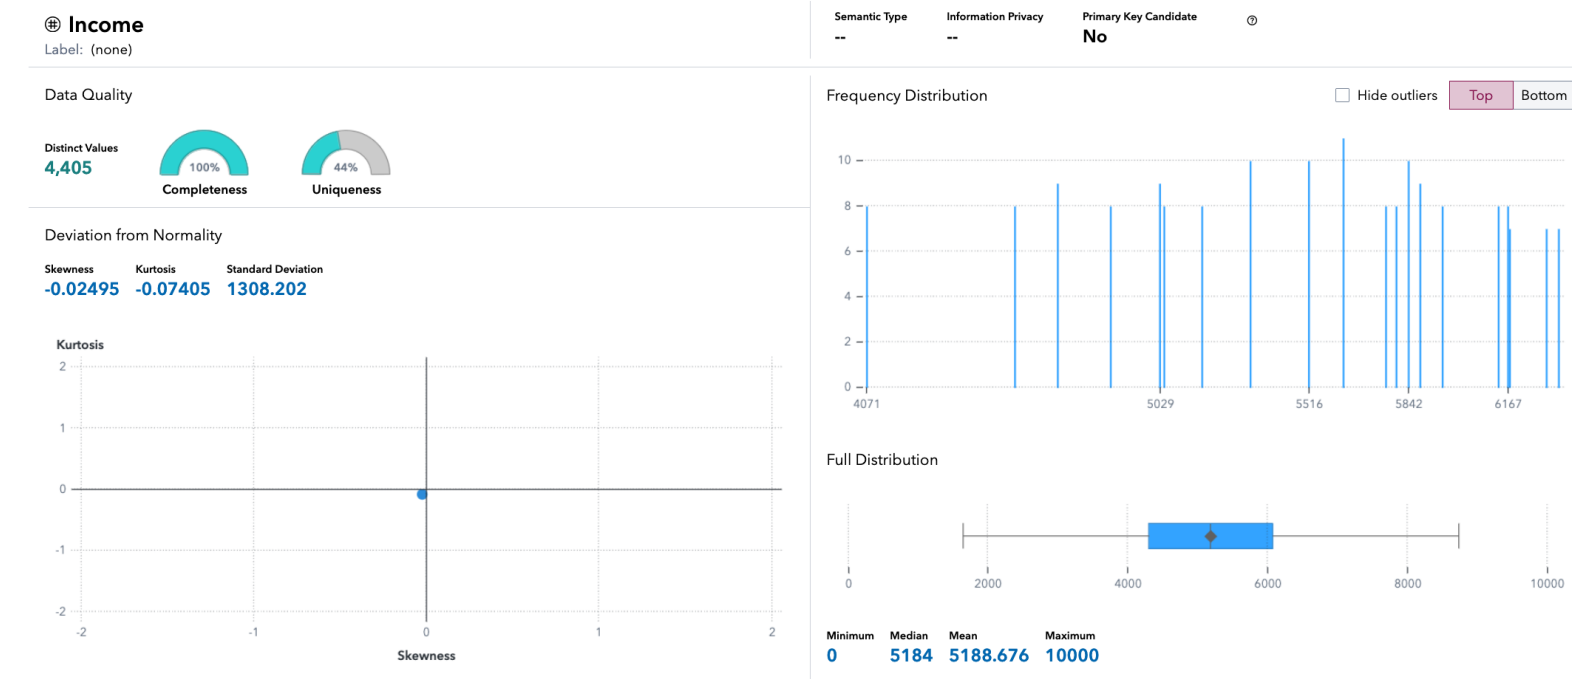 Income
Label: (none)
Semantic Type
--
Information Privacy
--
Primary Key Candidate
No
Data Quality
Distinct Values
4,405
100%
Completeness
44%
Uniqueness
Deviation from Normality
Skewness
-0.02495
Kurtosis
-0.07405
Standard Deviation
1308.202
Kurtosis
2
1
0
-1
-2
-2 -1 0 1 2
Skewness
Frequency Distribution
Hide outliers
Top
Bottom
10
8
6
4
2
0
4071 5029 5516 5842 6167
Full Distribution
0 2000 4000 6000 8000 10000
Minimum
0
Median
5184
Mean
5188.676
Maximum
10000